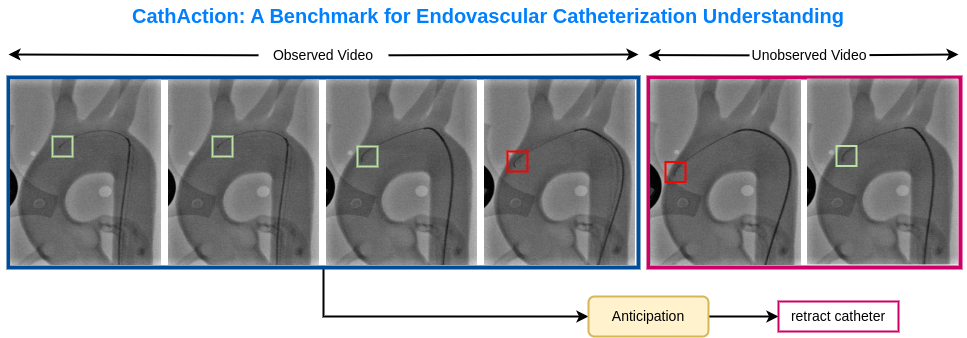 CathAction: A Benchmark for Endovascular Catheterization Understanding
Observed Video
Unobserved Video
Anticipation
retract catheter